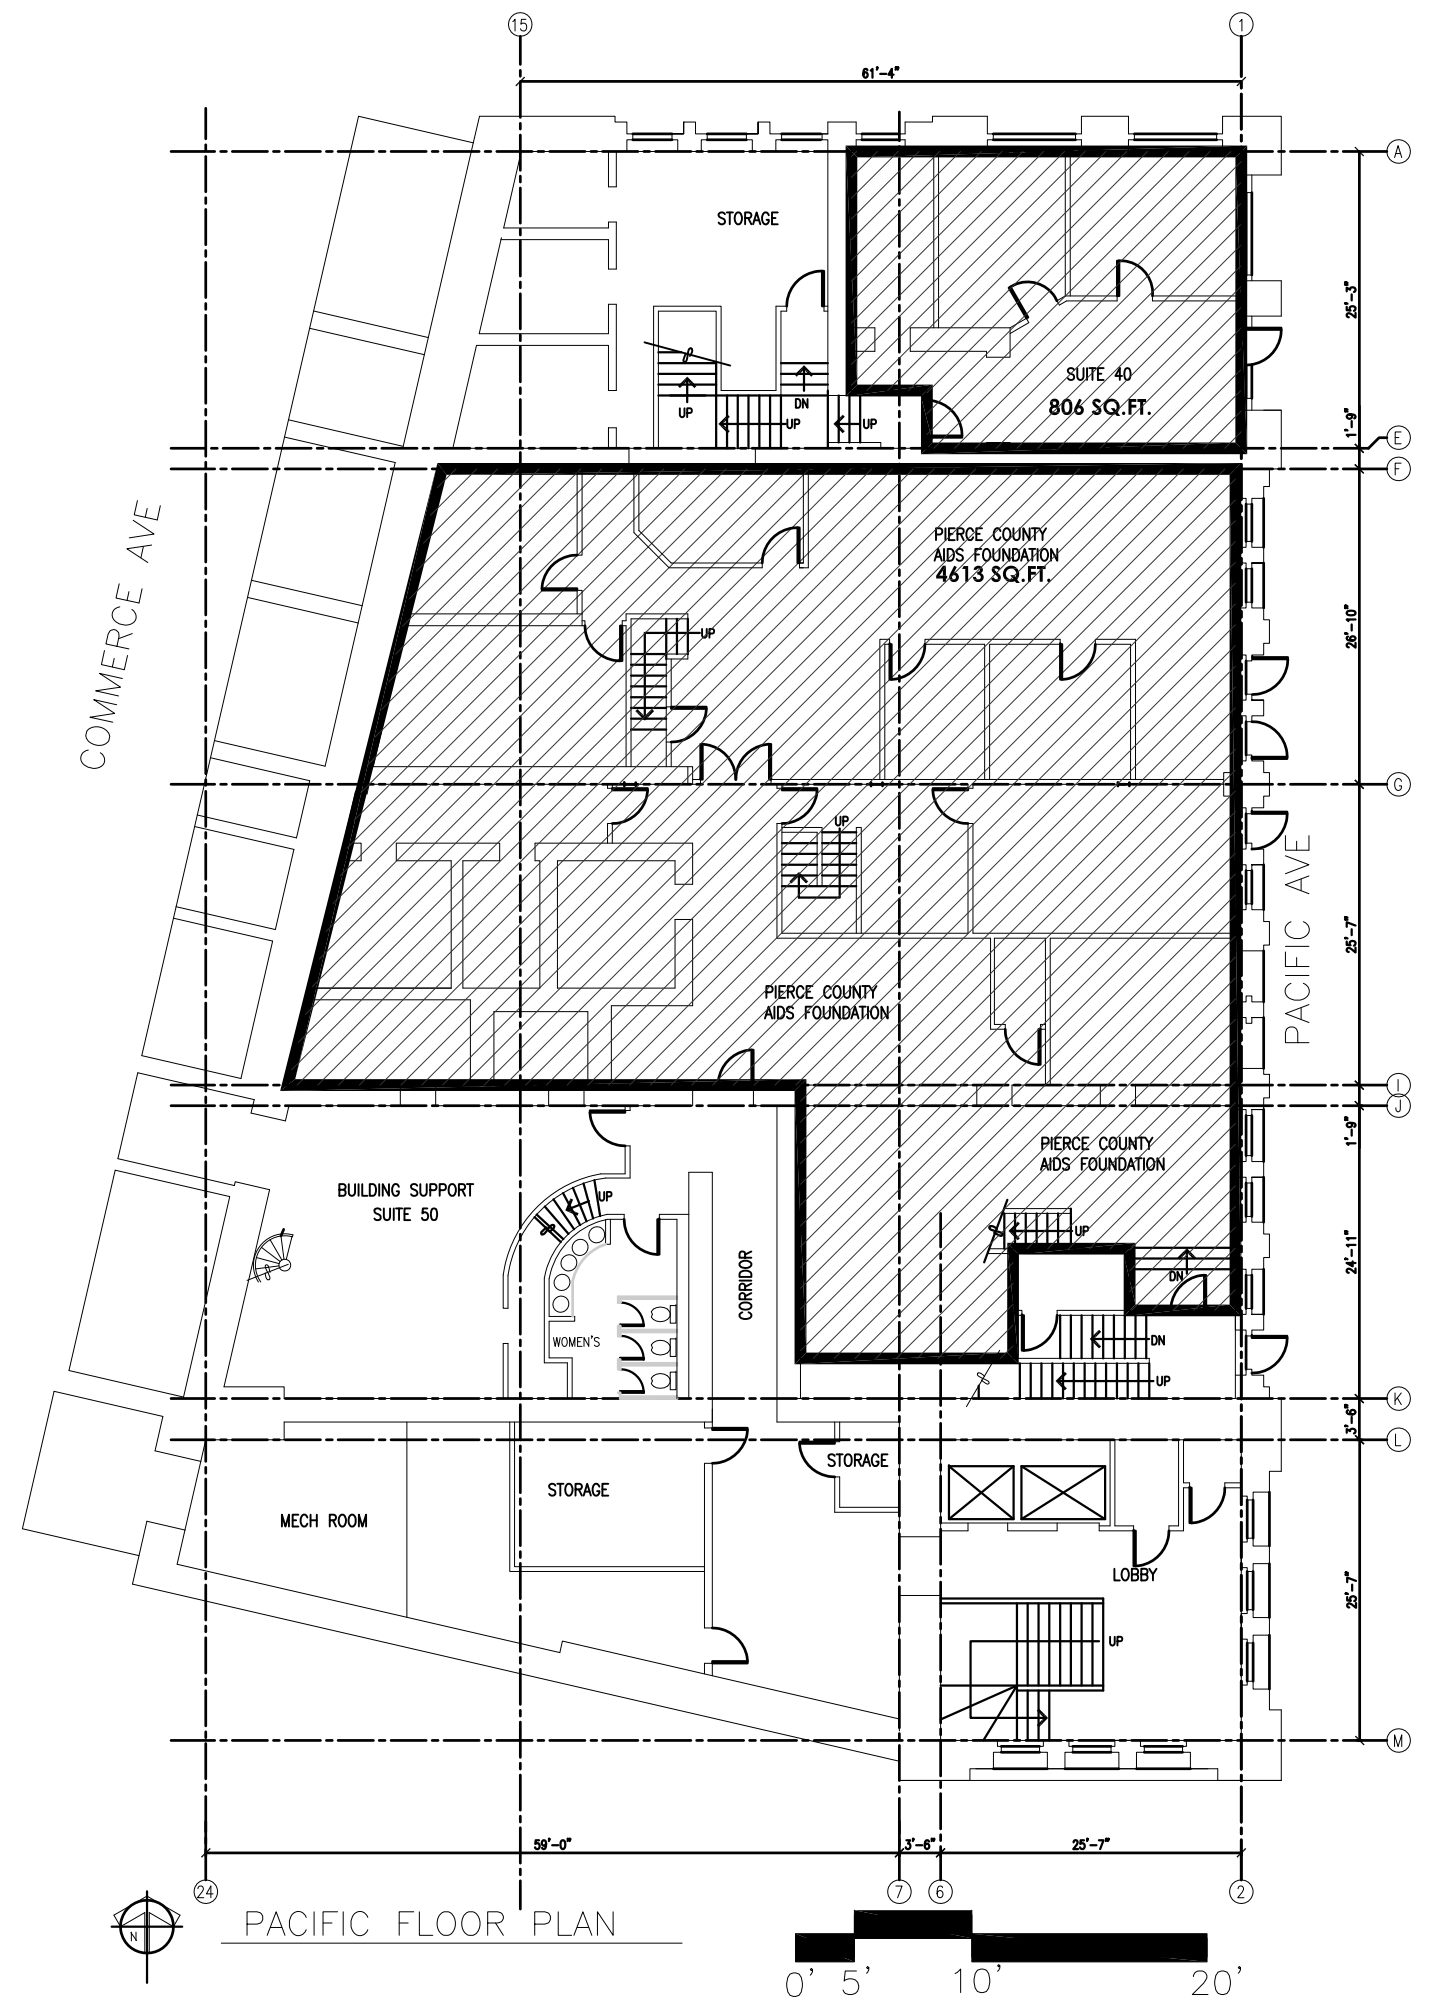 15
1
61'-4"
A
STORAGE
25'-3"
SUITE 40
806 SQ.FT.
UP
DN
UP
UP
1'-9"
E
F
COMMERCE AVE
PIERCE COUNTY
AIDS FOUNDATION
4613 SQ.FT.
26'-10"
UP
G
UP
PACIFIC AVE
25'-7"
PIERCE COUNTY
AIDS FOUNDATION
I
J
1'-9"
PIERCE COUNTY
AIDS FOUNDATION
BUILDING SUPPORT
SUITE 50
UP
UP
24'-11"
CORRIDOR
DN
WOMEN'S
DN
UP
K
3'-6"
L
STORAGE
STORAGE
MECH ROOM
LOBBY
25'-7"
UP
M
59'-0"
3'-6"
25'-7"
24
7
6
2
N
PACIFIC FLOOR PLAN
0' 5' 10' 20'